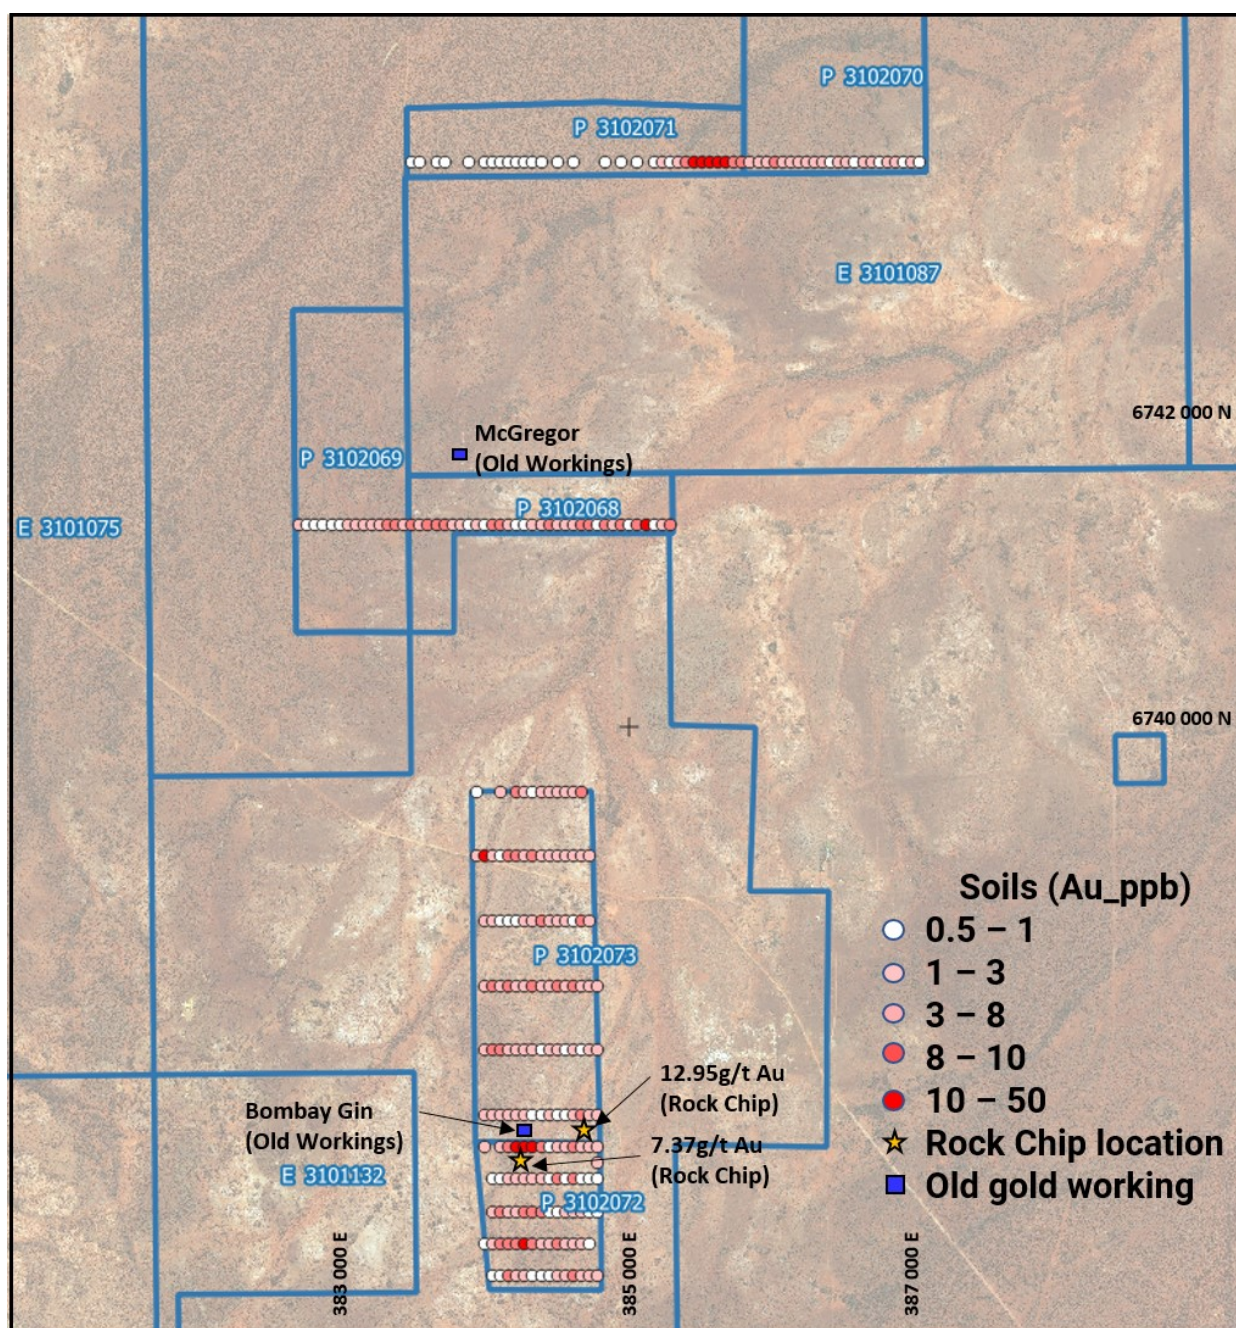 P 3102070
P 3102071
E 3101087
6742 000 N
McGregor
(Old Workings)
P 3102069
P 3102068
E 3101075
6740 000 N
Soils (Au_ppb)
0.5 – 1
1 – 3
3 – 8
8 – 10
10 – 50
Rock Chip location
Old gold working
P 3102073
12.95g/t Au
(Rock Chip)
Bombay Gin
(Old Workings)
7.37g/t Au
(Rock Chip)
E 3101132
P 3102072
383 000 E
385 000 E
387 000 E